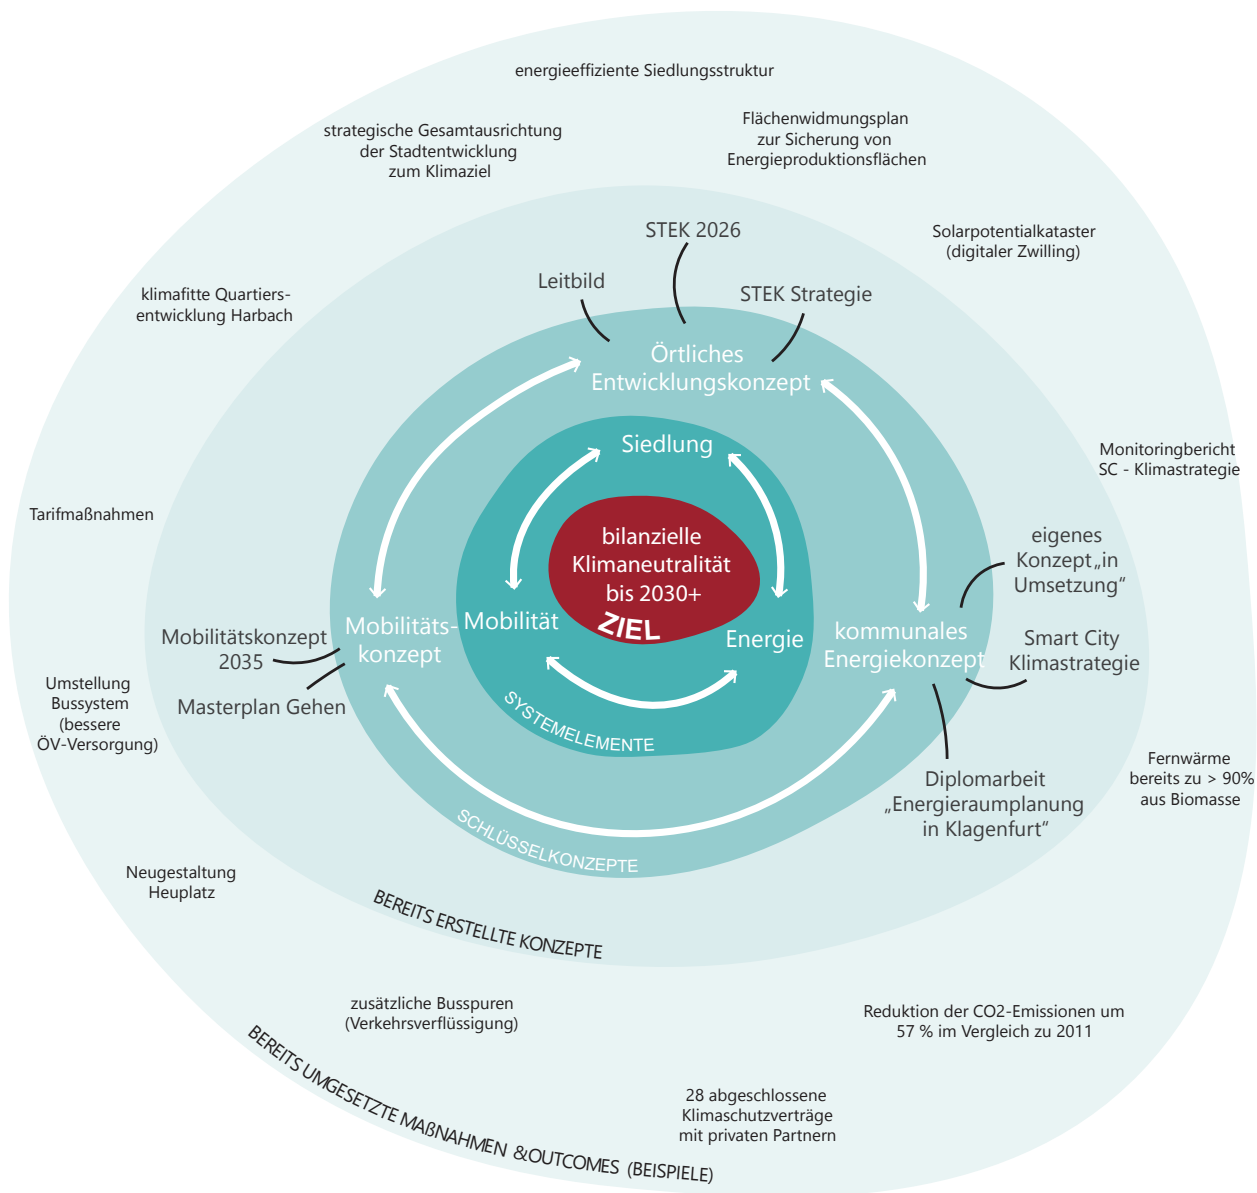 energieeffiziente Siedlungsstruktur
strategische Gesamtausrichtung
der Stadtentwicklung
zum Klimaziel
Flächenwidmungsplan
zur Sicherung von
Energieproduktionsflächen
Solarpotentialkataster
(digitaler Zwilling)
klimafitte Quartiers-
entwicklung Harbach
STEK 2026
Leitbild
STEK Strategie
Örtliches
Entwicklungskonzept
Siedlung
Monitoringbericht
SC - Klimastrategie
Tarifmaßnahmen
bilanzielle
Klimaneutralität
bis 2030+
ZIEL
eigenes
Konzept „in
Umsetzung“
Mobilitätskonzept
2035
Masterplan Gehen
Mobilitäts-
konzept
Mobilität
Energie
kommunales
Energiekonzept
Smart City
Klimastrategie
Umstellung
Bussystem
(bessere
ÖV-Versorgung)
SYSTEMELEMENTE
Diplomarbeit
„Energieraumplanung
in Klagenfurt“
Fernwärme
bereits zu > 90%
aus Biomasse
SCHLÜSSELKONZEPTE
Neugestaltung
Heuplatz
BEREITS ERSTELLTE KONZEPTE
zusätzliche Busspuren
(Verkehrsverflüssigung)
Reduktion der CO2-Emissionen um
57 % im Vergleich zu 2011
28 abgeschlossene
Klimaschutzverträge
mit privaten Partnern
BEREITS UMGESETZTE MAßNAHMEN &OUTCOMES (BEISPIELE)